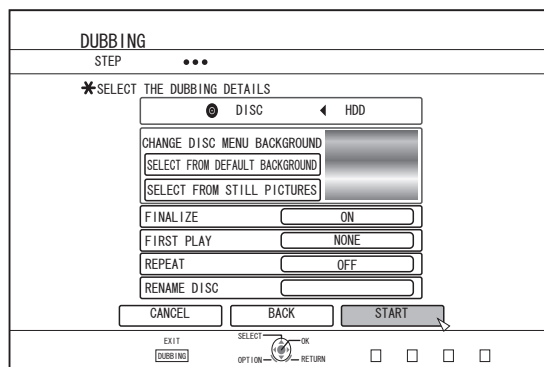 DUBBING
STEP
SELECT THE DUBBING DETAILS
DISC HDD
CHANGE DISC MENU BACKGROUND
SELECT FROM DEFAULT BACKGROUND
SELECT FROM STILL PICTURES
FINALIZE ON
FIRST PLAY NONE
REPEAT OFF
RENAME DISC
CANCEL BACK START
EXIT
DUBBING
SELECT OK
OPTION RETURN